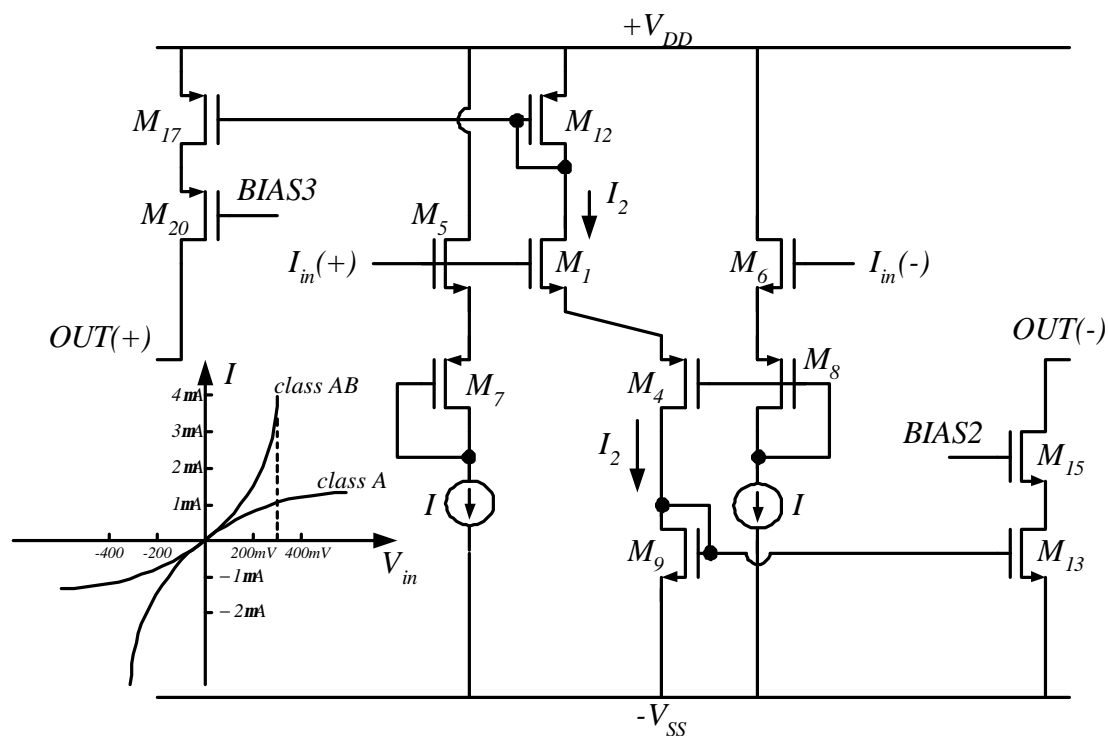 +V_DD
M_17
M_12
BIAS3
I_2
M_20
M_5
I_in(+)
M_1
M_6
I_in(-)
OUT(+)
OUT(-)
I
class AB
M_7
M_4
M_8
4mA
3mA
2mA
1mA
class A
I_2
BIAS2
M_15
I
I
-400
-200
200mV
400mV
V_in
M_9
M_13
−1mA
−2mA
-V_SS